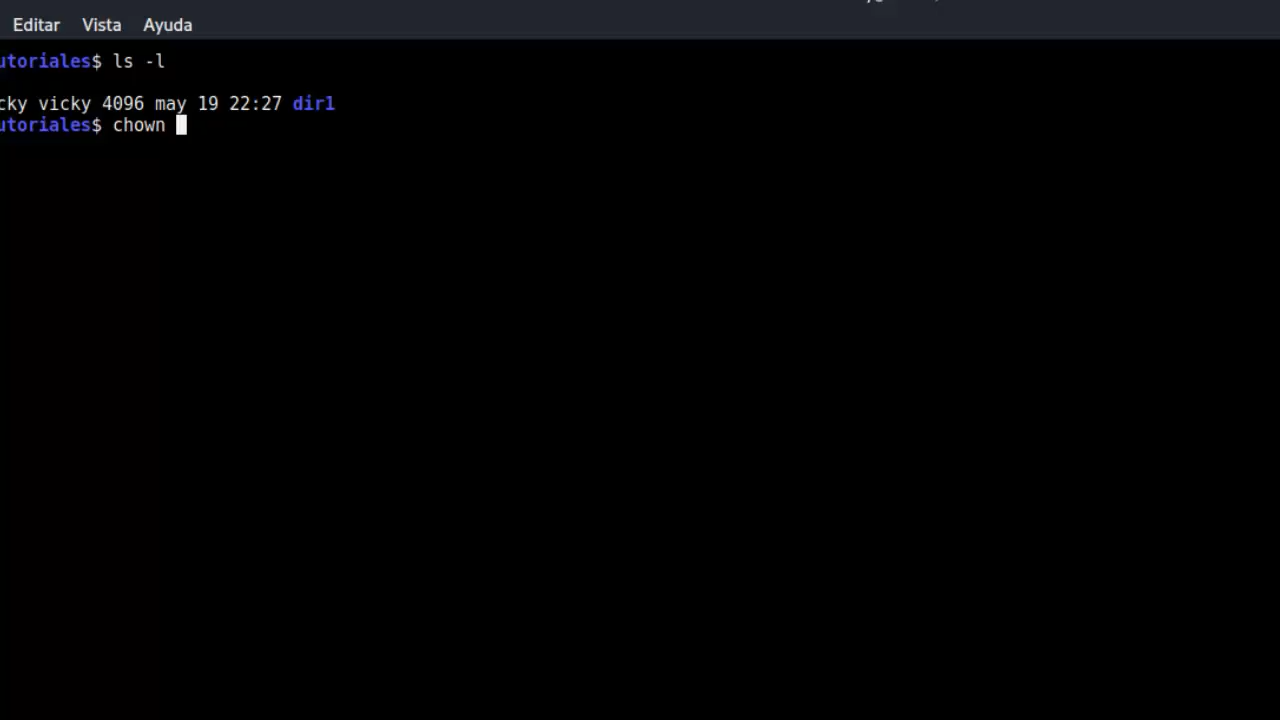 Editar Vista Ayuda
utoriales$ ls -l
cky vicky 4096 may 19 22:27 dir1
utoriales$ chown